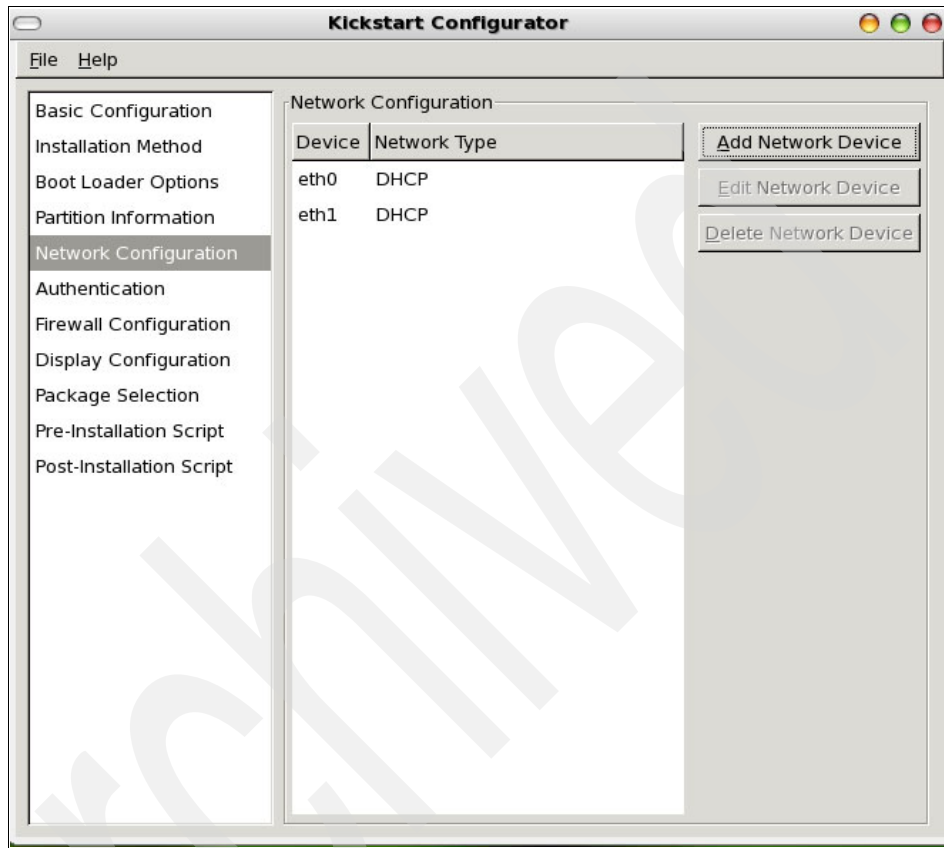 Kickstart Configurator
File Help
Basic Configuration
Installation Method
Boot Loader Options
Partition Information
Network Configuration
Authentication
Firewall Configuration
Display Configuration
Package Selection
Pre-Installation Script
Post-Installation Script
Network Configuration
Device Network Type
eth0 DHCP
eth1 DHCP
Add Network Device
Edit Network Device
Delete Network Device